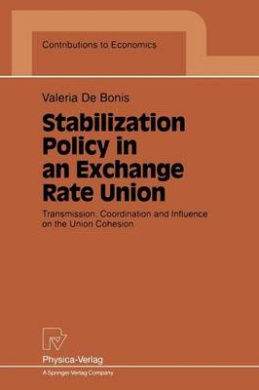 Contributions to Economics
Valeria De Bonis
Stabilization
Policy in
an Exchange
Rate Union
Transmission, Coordination and Influence
on the Union Cohesion
Physica-Verlag
A Springer-Verlag Company